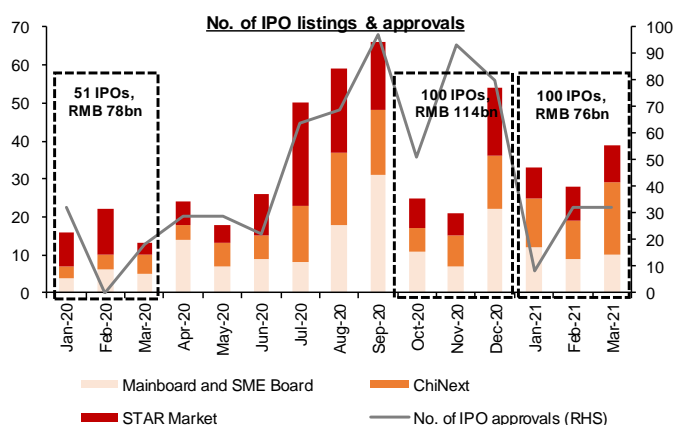 No. of IPO listings & approvals
70
60
50
40
30
20
10
0
100
90
80
70
60
50
40
30
20
10
0
51 IPOs,
RMB 78bn
100 IPOs,
RMB 114bn
100 IPOs,
RMB 76bn
Jan-20
Feb-20
Mar-20
Apr-20
May-20
Jun-20
Jul-20
Aug-20
Sep-20
Oct-20
Nov-20
Dec-20
Jan-21
Feb-21
Mar-21
Mainboard and SME Board
ChiNext
STAR Market
No. of IPO approvals (RHS)